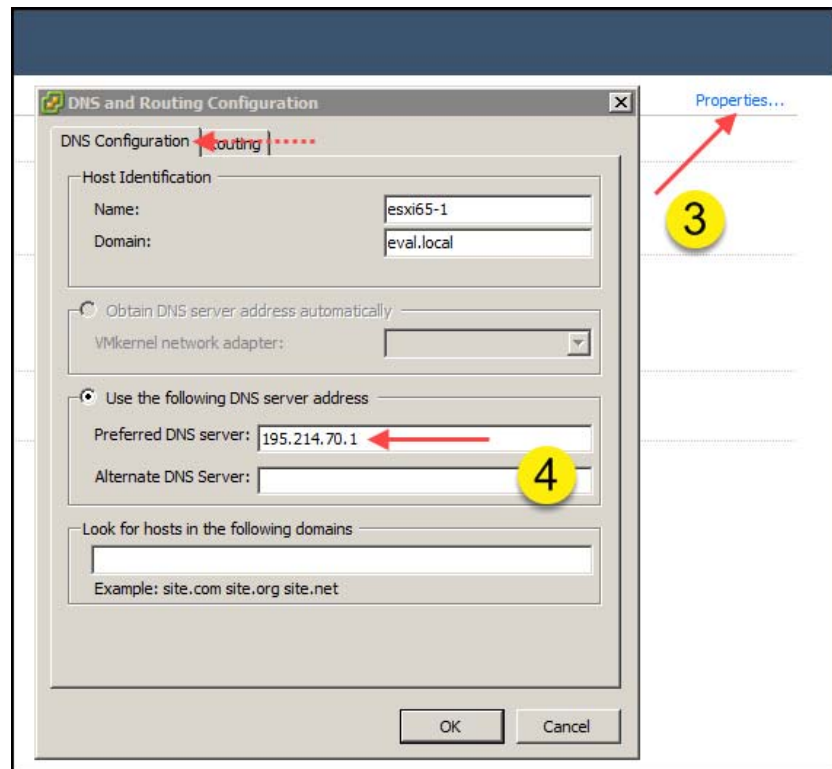 DNS and Routing Configuration
Properties...
DNS Configuration
Routing
3
Host Identification
Name: esxi65-1
Domain: eval.local
Obtain DNS server address automatically
VMkernel network adapter:
Use the following DNS server address
Preferred DNS server: 195.214.70.1
Alternate DNS Server:
4
Look for hosts in the following domains
Example: site.com site.org site.net
OK
Cancel